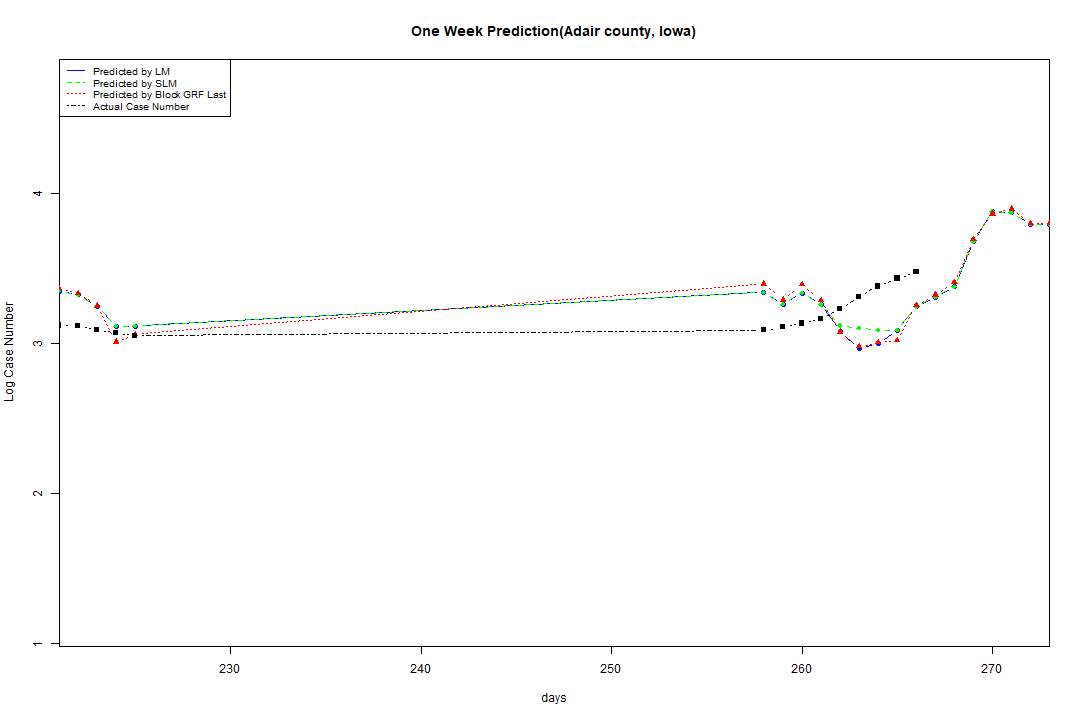 One Week Prediction(Adair county, Iowa)
Predicted by LM
Predicted by SLM
Predicted by Block GRF Last
Actual Case Number
Log Case Number
4
3
2
1
230 240 250 260 270
days